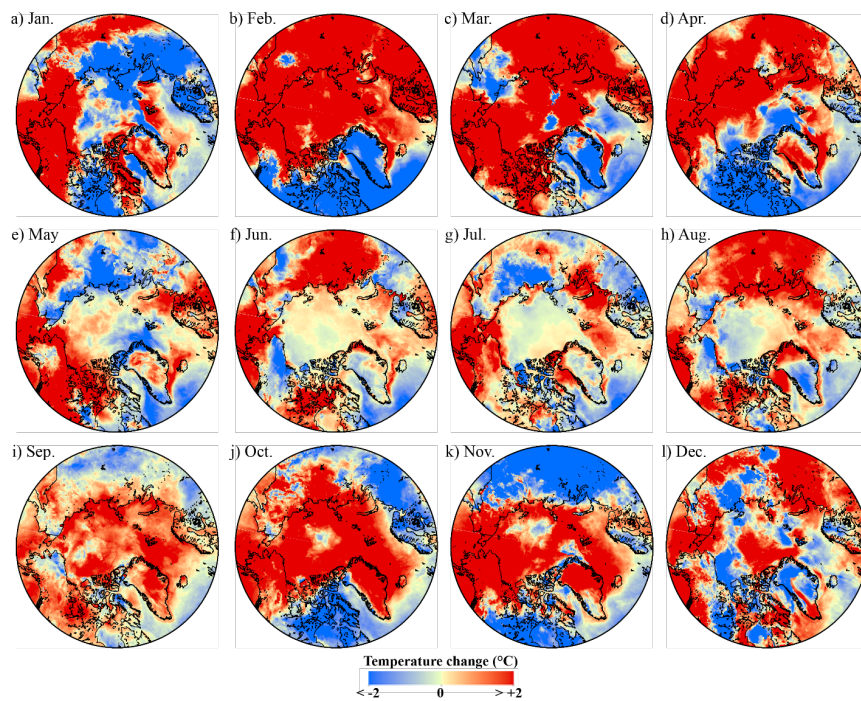 a) Jan.
b) Feb.
c) Mar.
d) Apr.
e) May
f) Jun.
g) Jul.
h) Aug.
i) Sep.
j) Oct.
k) Nov.
l) Dec.
Temperature change (°C)
< -2 0 > +2